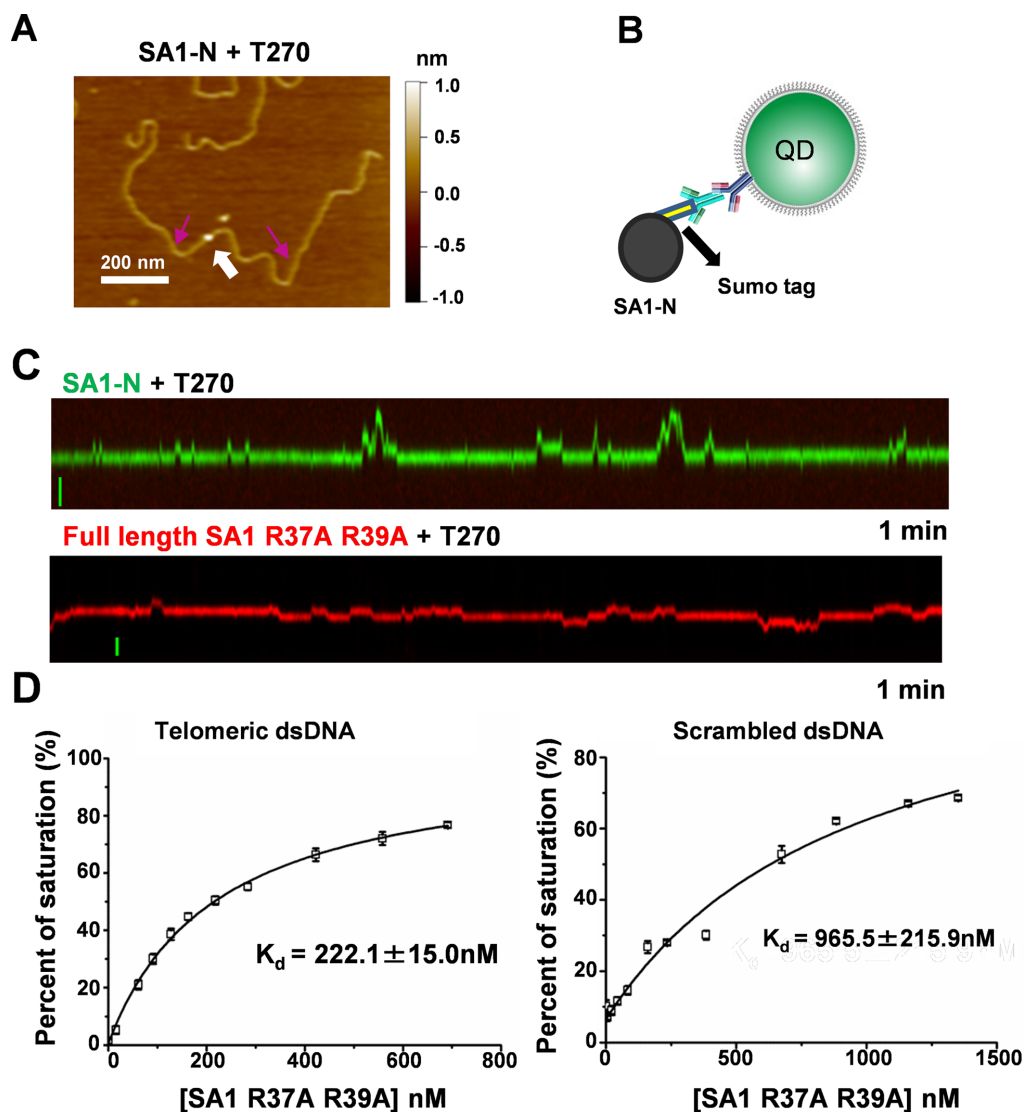 A
SA1-N + T270
nm
1.0
0.5
0.0
-0.5
-1.0
200 nm
B
QD
SA1-N
Sumo tag
C
SA1-N + T270
1 min
Full length SA1 R37A R39A + T270
1 min
D
Telomeric dsDNA
Percent of saturation (%)
100
80
60
40
20
0
Kd = 222.1±15.0nM
0 200 400 600 800
[SA1 R37A R39A] nM
Scrambled dsDNA
Percent of saturation (%)
80
60
40
20
0
Kd = 965.5±215.9nM
0 500 1000 1500
[SA1 R37A R39A] nM